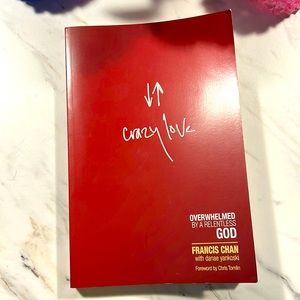 crazy love
OVERWHELMED
BY A RELENTLESS
GOD
FRANCIS CHAN
with danae yankoski
Foreword by Chris Tomlin